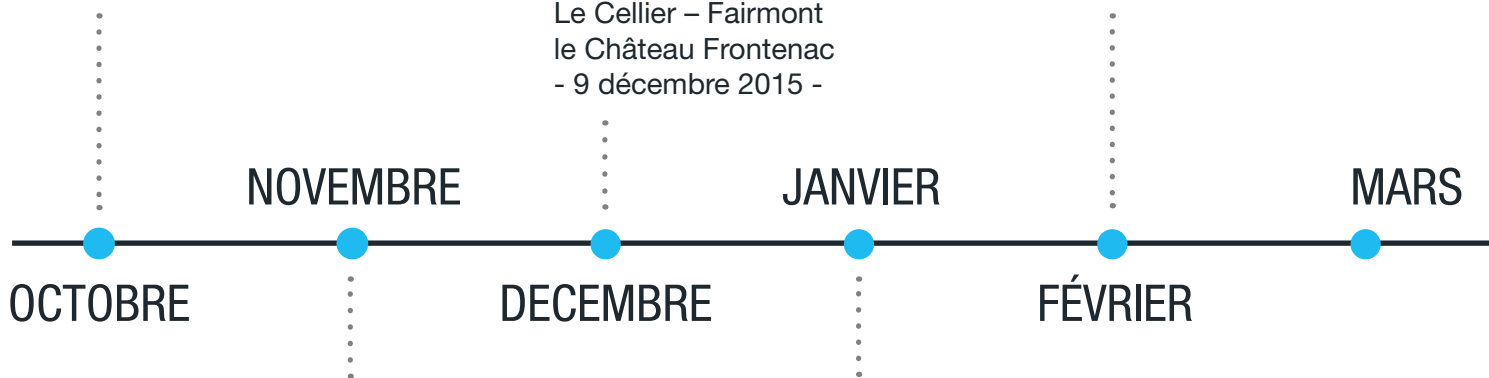 Le Cellier – Fairmont
le Château Frontenac
- 9 décembre 2015 -
NOVEMBRE
JANVIER
MARS
OCTOBRE
DECEMBRE
FÉVRIER